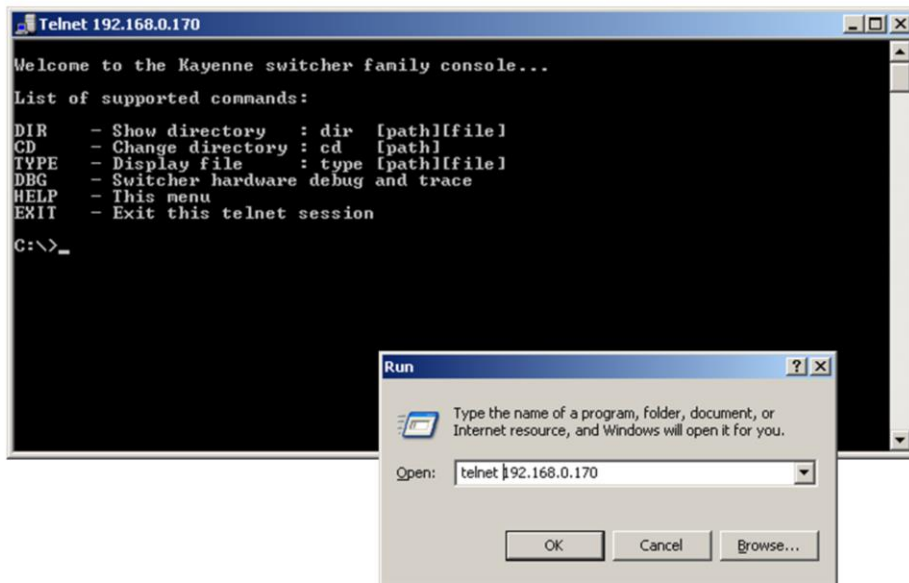 Telnet 192.168.0.170
Welcome to the Kayenne switcher family console...
List of supported commands:
DIR   - Show directory   : dir  [path][file]
CD    - Change directory : cd   [path]
TYPE  - Display file     : type [path][file]
DBG   - Switcher hardware debug and trace
HELP  - This menu
EXIT  - Exit this telnet session
C:\>_
Run
Type the name of a program, folder, document, or
Internet resource, and Windows will open it for you.
Open: telnet 192.168.0.170
OK Cancel Browse...